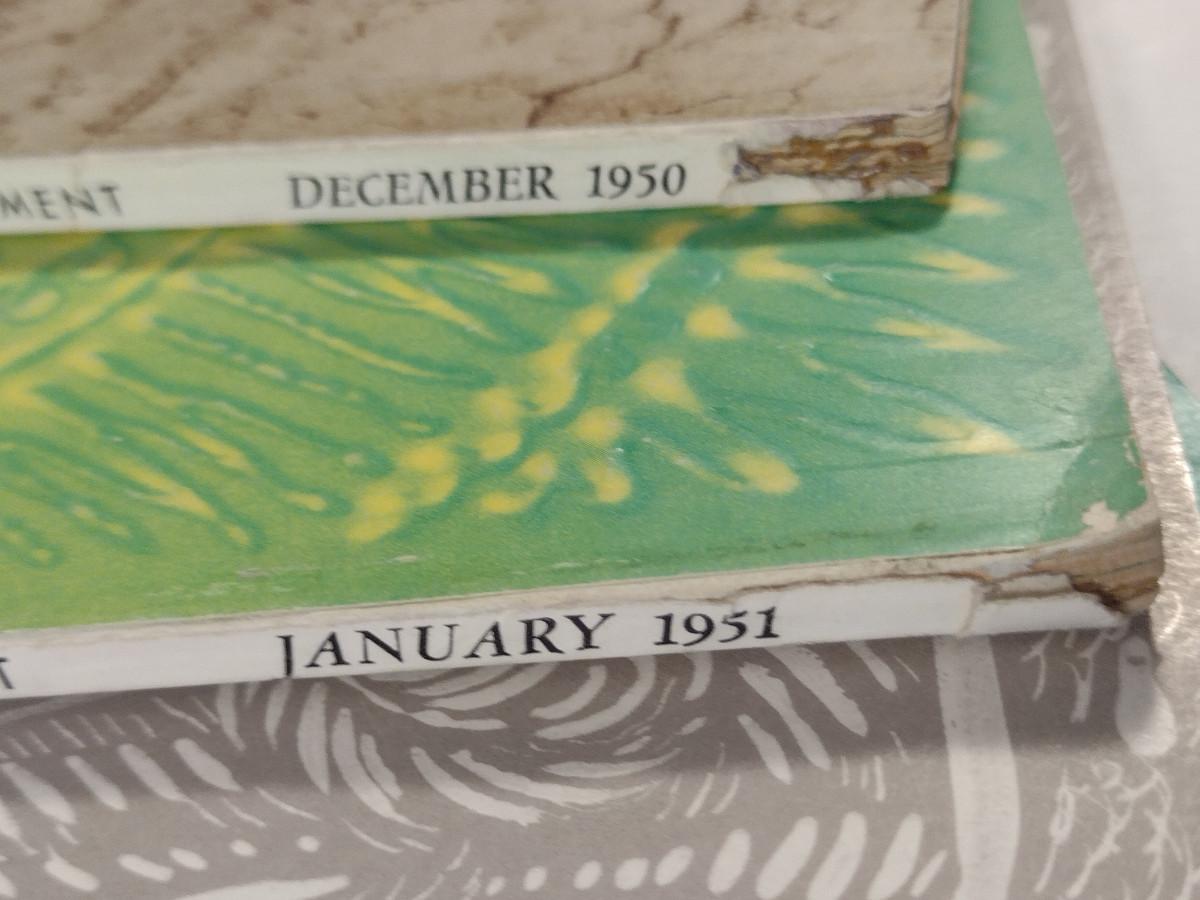 MENT DECEMBER 1950
T JANUARY 1951